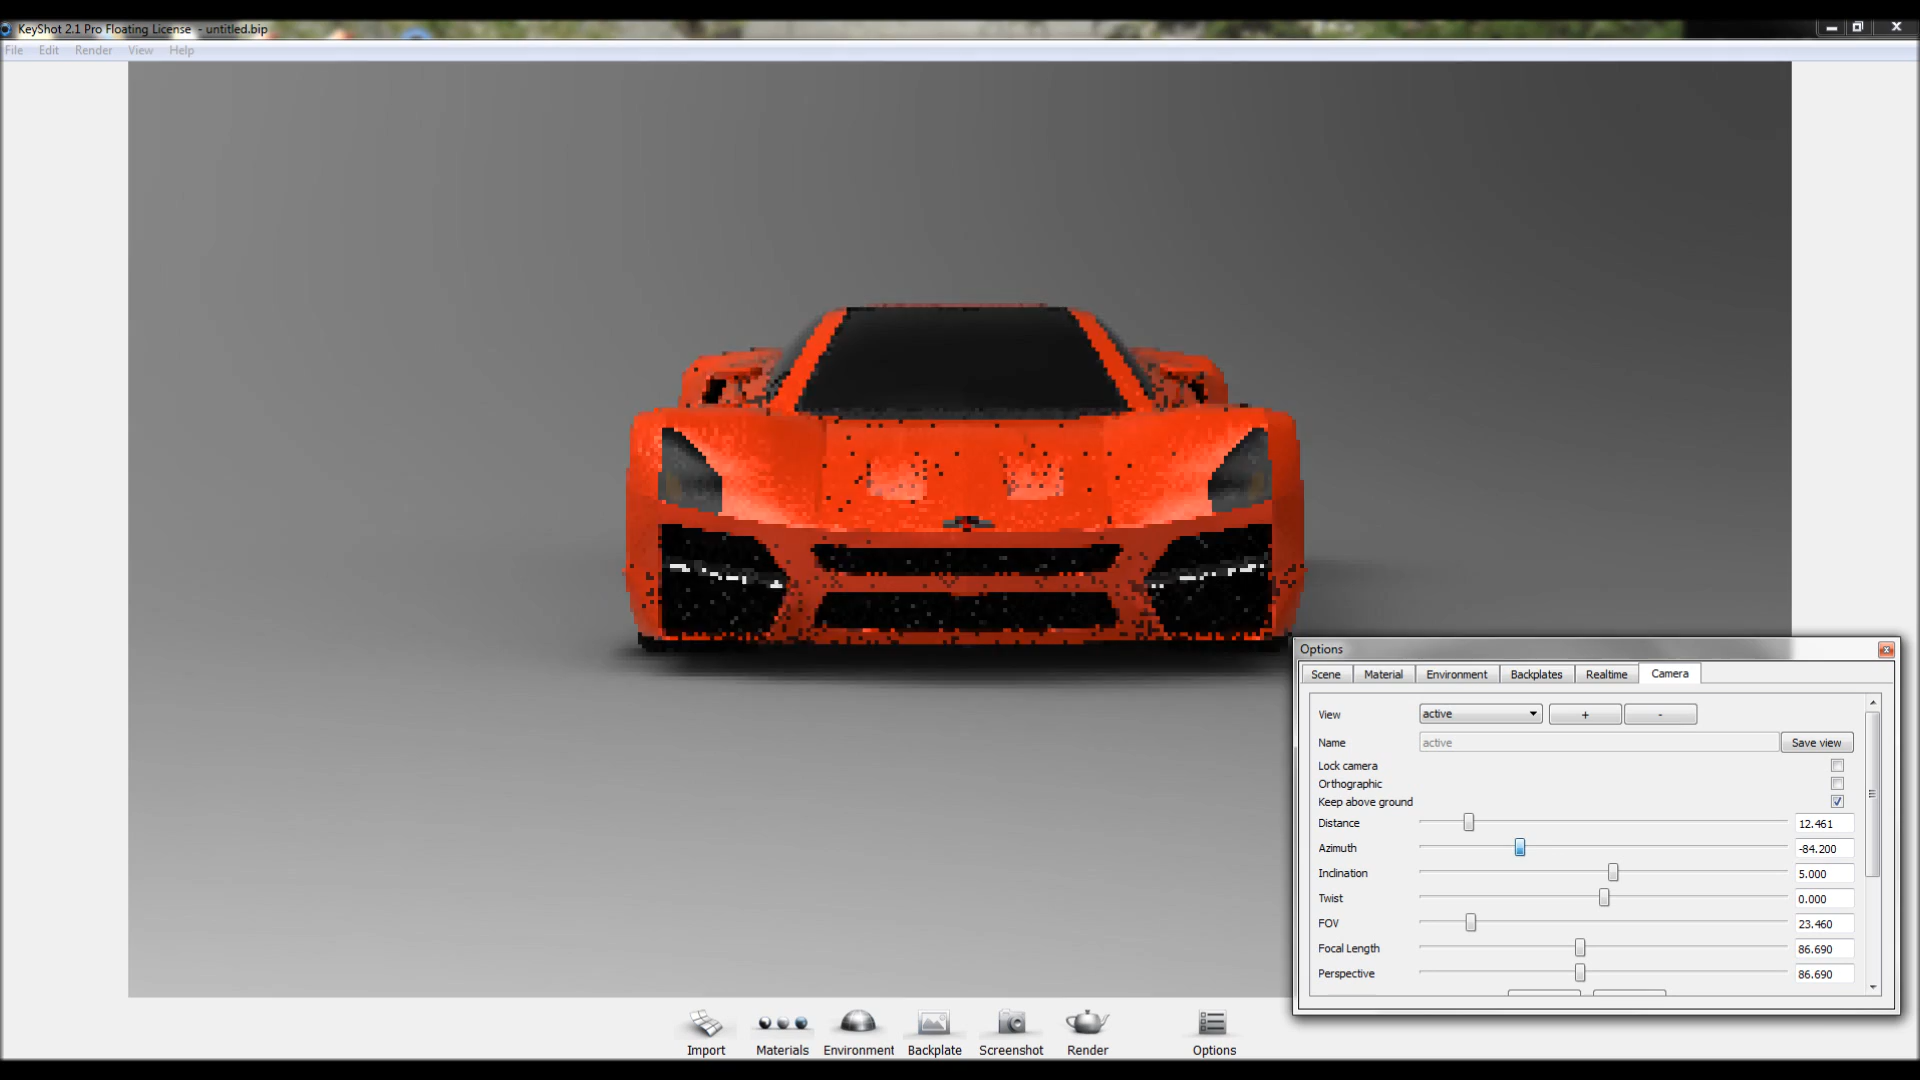 KeyShot 2.1 Pro Floating License - untitled.bip
File Edit Render View Help
Options
Scene Material Environment Backplates Realtime Camera
View active + -
Name active Save view
Lock camera
Orthographic
Keep above ground
Distance 12.461
Azimuth -84.200
Inclination 5.000
Twist 0.000
FOV 23.460
Focal Length 86.690
Perspective 86.690
Import Materials Environment Backplate Screenshot Render Options